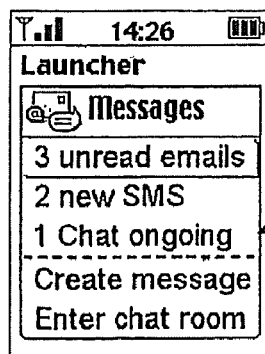 14:26
Launcher
Messages
3 unread emails
2 new SMS
1 Chat ongoing
Create message
Enter chat room